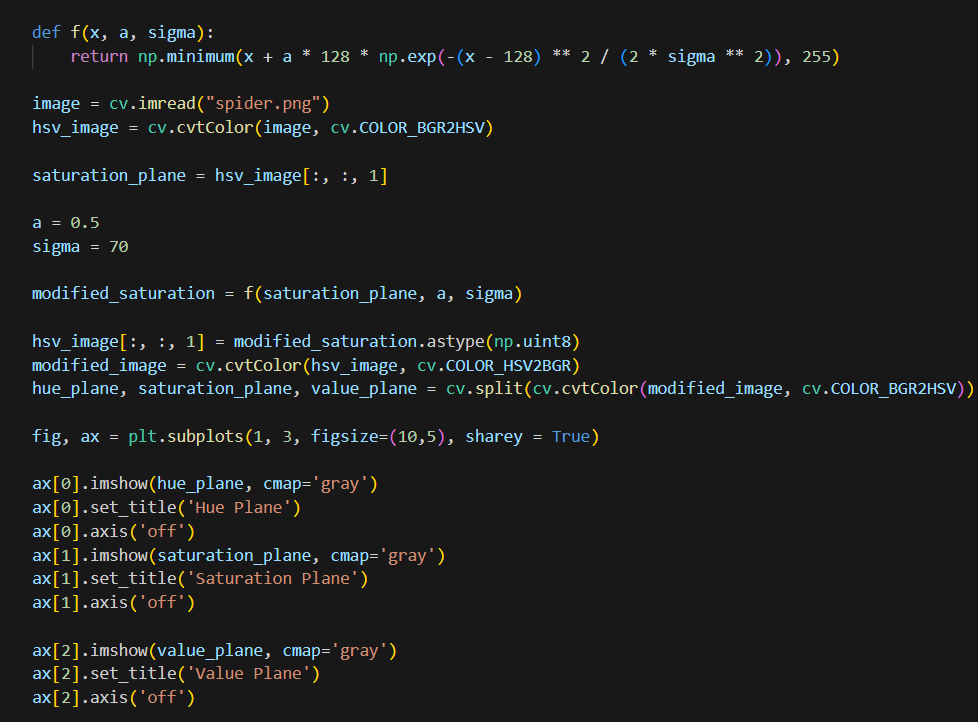 def f(x, a, sigma):
    return np.minimum(x + a * 128 * np.exp(-(x - 128) ** 2 / (2 * sigma ** 2)), 255)
image = cv.imread("spider.png")
hsv_image = cv.cvtColor(image, cv.COLOR_BGR2HSV)
saturation_plane = hsv_image[:, :, 1]
a = 0.5
sigma = 70
modified_saturation = f(saturation_plane, a, sigma)
hsv_image[:, :, 1] = modified_saturation.astype(np.uint8)
modified_image = cv.cvtColor(hsv_image, cv.COLOR_HSV2BGR)
hue_plane, saturation_plane, value_plane = cv.split(cv.cvtColor(modified_image, cv.COLOR_BGR2HSV))
fig, ax = plt.subplots(1, 3, figsize=(10,5), sharey = True)
ax[0].imshow(hue_plane, cmap='gray')
ax[0].set_title('Hue Plane')
ax[0].axis('off')
ax[1].imshow(saturation_plane, cmap='gray')
ax[1].set_title('Saturation Plane')
ax[1].axis('off')
ax[2].imshow(value_plane, cmap='gray')
ax[2].set_title('Value Plane')
ax[2].axis('off')